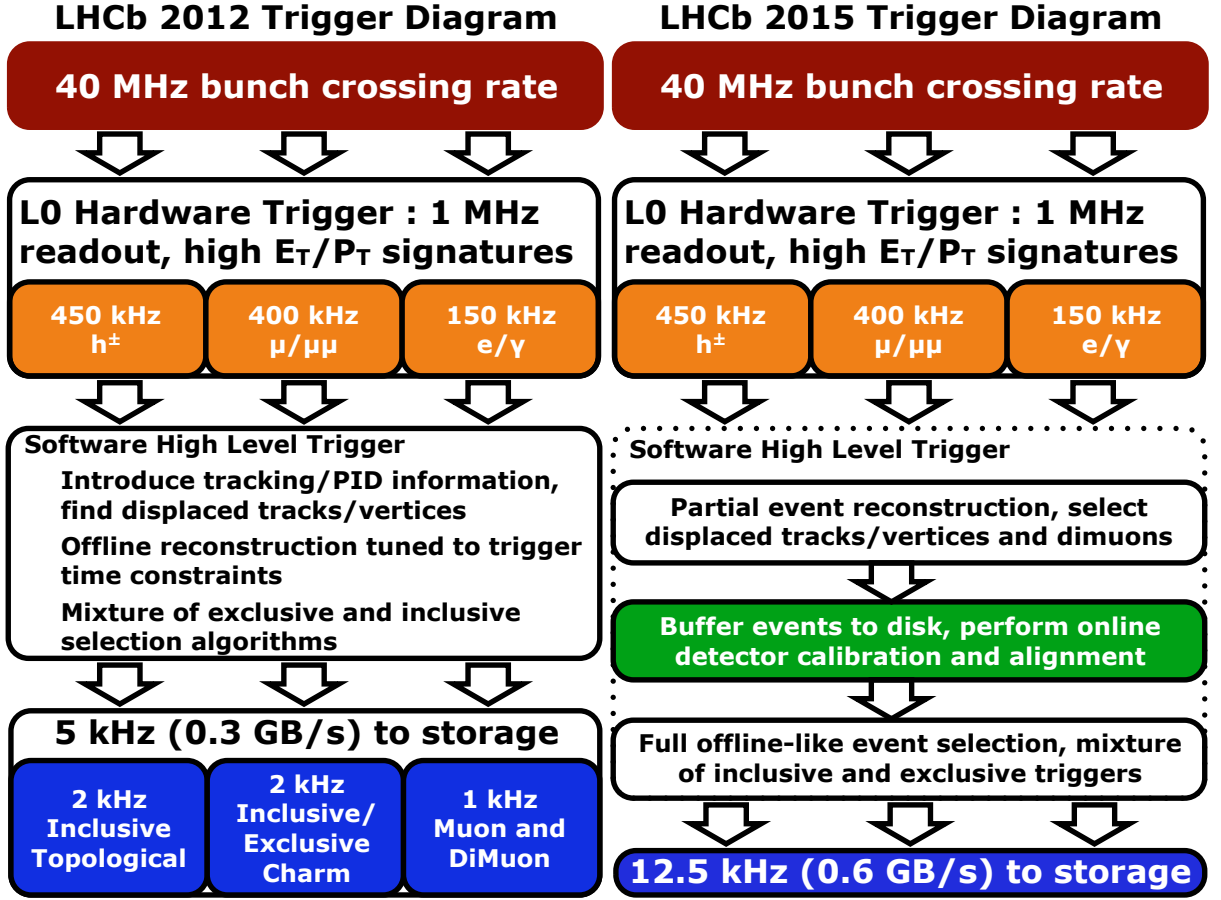 LHCb 2012 Trigger Diagram
40 MHz bunch crossing rate
L0 Hardware Trigger : 1 MHz
readout, high ET/PT signatures
450 kHz
h±
400 kHz
μ/μμ
150 kHz
e/γ
Software High Level Trigger
Introduce tracking/PID information,
find displaced tracks/vertices
Offline reconstruction tuned to trigger
time constraints
Mixture of exclusive and inclusive
selection algorithms
5 kHz (0.3 GB/s) to storage
2 kHz
Inclusive
Topological
2 kHz
Inclusive/
Exclusive
Charm
1 kHz
Muon and
DiMuon
LHCb 2015 Trigger Diagram
40 MHz bunch crossing rate
L0 Hardware Trigger : 1 MHz
readout, high ET/PT signatures
450 kHz
h±
400 kHz
μ/μμ
150 kHz
e/γ
Software High Level Trigger
Partial event reconstruction, select
displaced tracks/vertices and dimuons
Buffer events to disk, perform online
detector calibration and alignment
Full offline-like event selection, mixture
of inclusive and exclusive triggers
12.5 kHz (0.6 GB/s) to storage